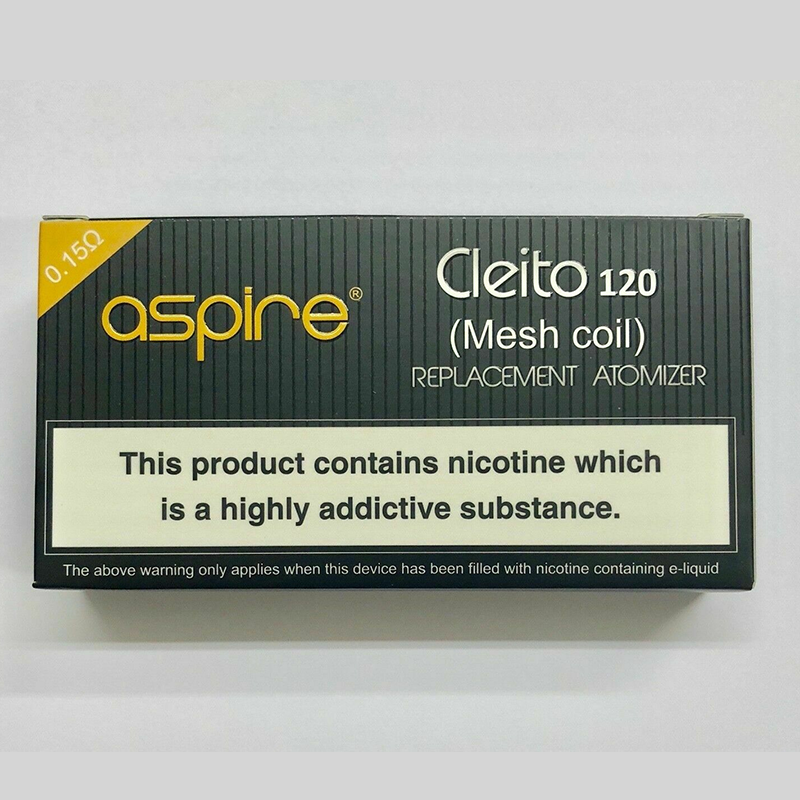 0.15Ω
aspire®
Cleito 120
(Mesh coil)
REPLACEMENT ATOMIZER
This product contains nicotine which
is a highly addictive substance.
The above warning only applies when this device has been filled with nicotine containing e-liquid